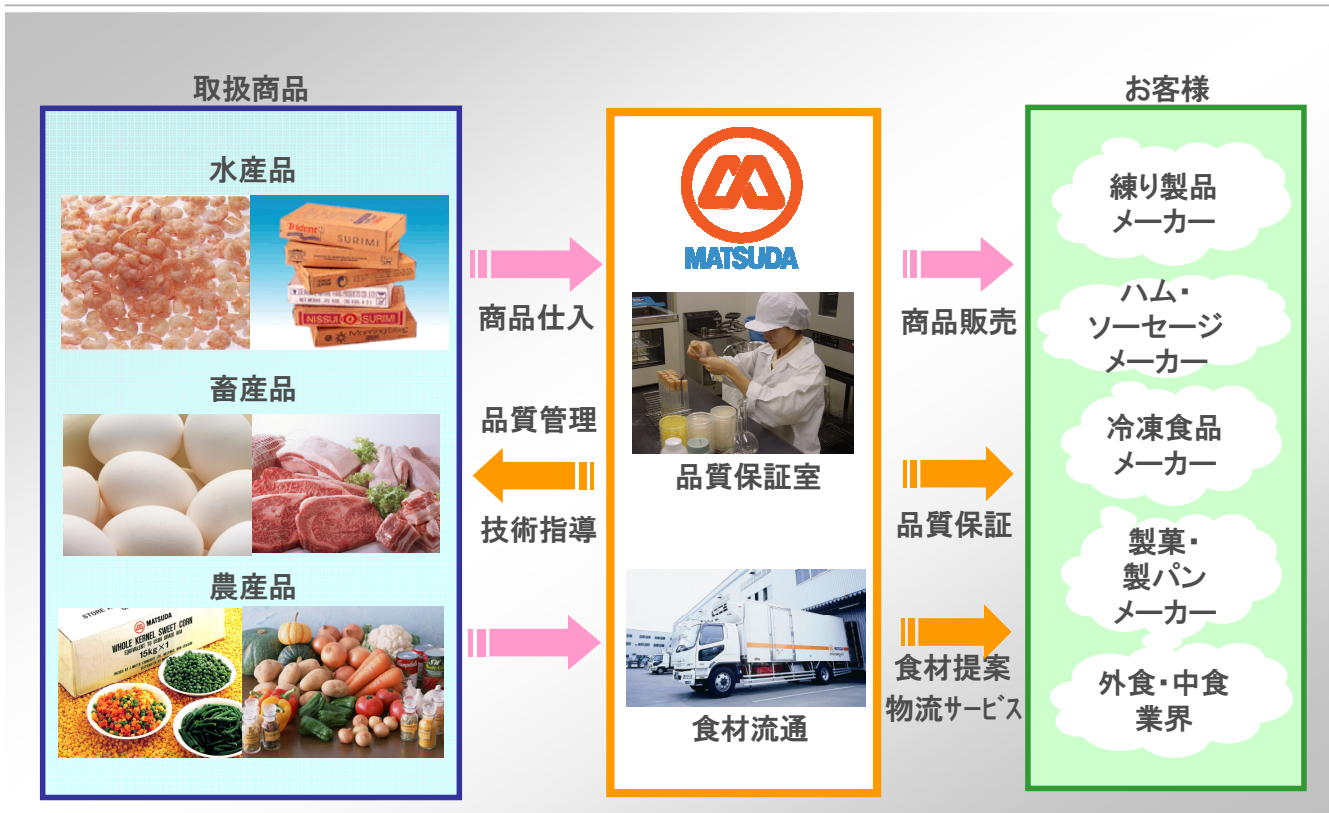 取扱商品
水産品
Trident
SURIMI
NISSUI SURIMI
畜産品
農産品
MATSUDA
WHOLE KERNEL SWEET CORN
15kg×1
商品仕入
品質管理
技術指導
MATSUDA
品質保証室
食材流通
商品販売
品質保証
食材提案
物流サービス
お客様
練り製品
メーカー
ハム・
ソーセージ
メーカー
冷凍食品
メーカー
製菓・
製パン
メーカー
外食・中食
業界